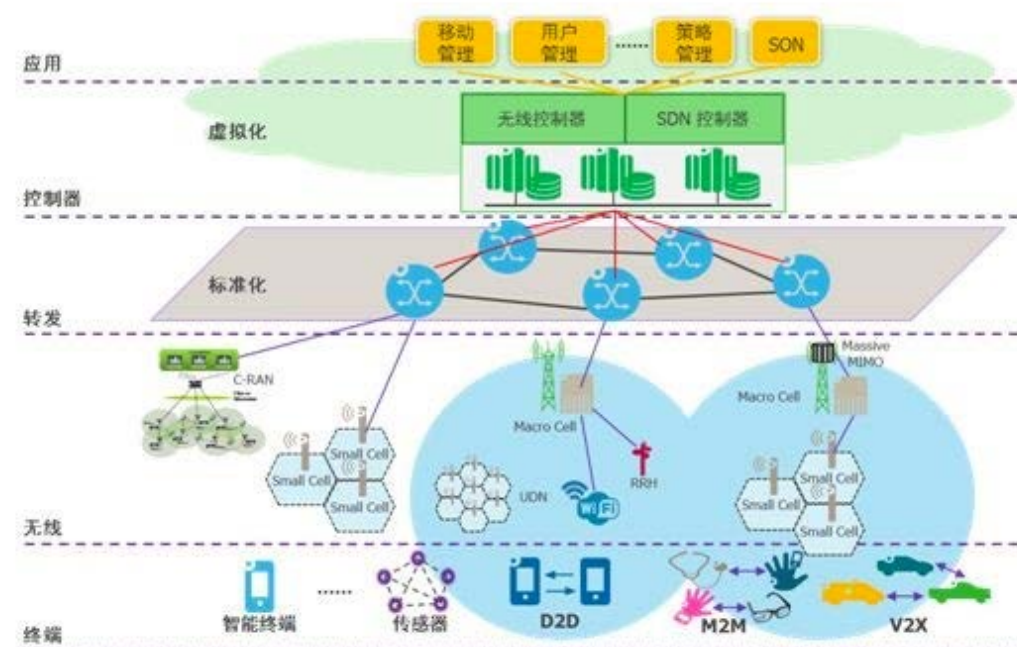 移动
管理
用户
管理
......
策略
管理
SON
应用
无线控制器
SDN 控制器
虚拟化
控制器
标准化
转发
C-RAN
Massive
MIMO
Macro Cell
Macro Cell
Small Cell
Small Cell
Small Cell
UDN
WiFi
RRH
Small Cell
Small Cell
Small Cell
无线
智能终端
......
传感器
D2D
M2M
V2X
终端